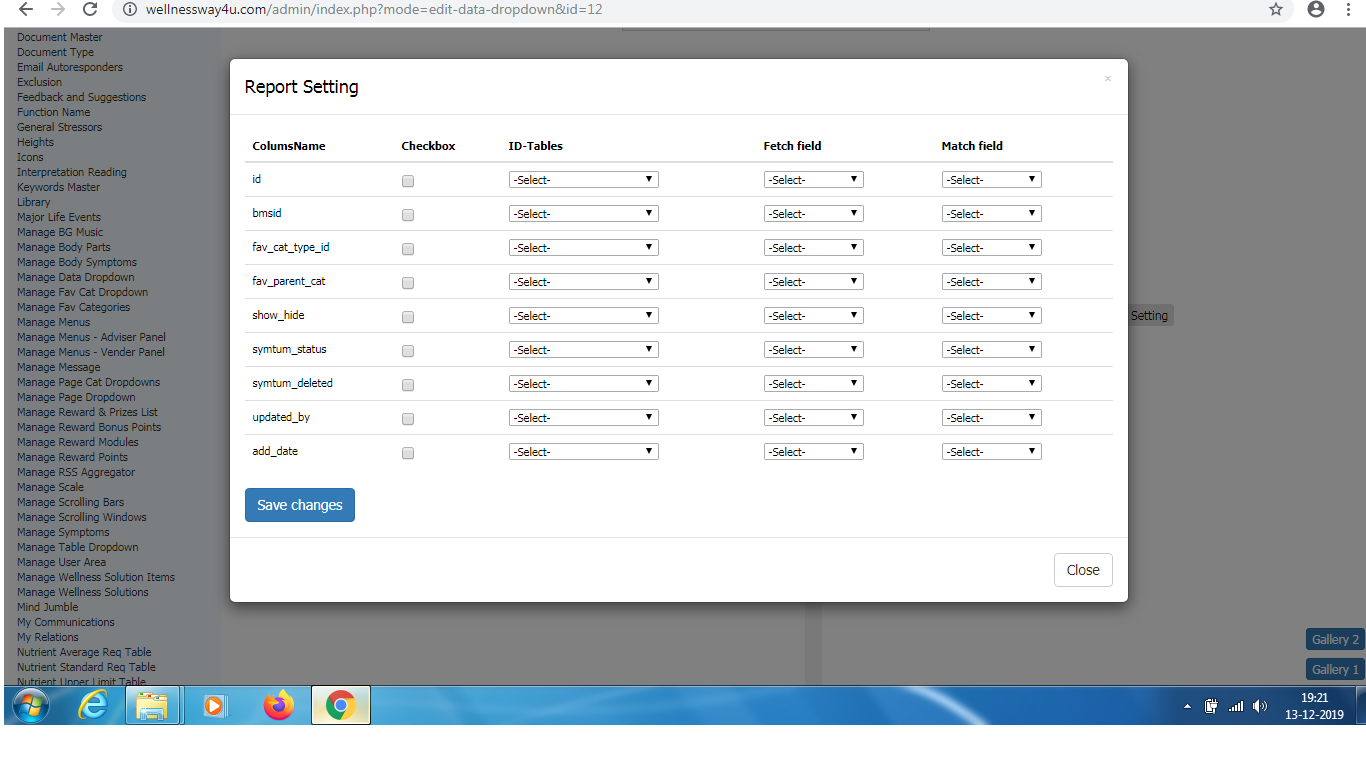 wellnessway4u.com/admin/index.php?mode=edit-data-dropdown&id=12
Document Master
Document Type
Email Autoresponders
Exclusion
Feedback and Suggestions
Function Name
General Stressors
Heights
Icons
Interpretation Reading
Keywords Master
Library
Major Life Events
Manage BG Music
Manage Body Parts
Manage Body Symptoms
Manage Data Dropdown
Manage Fav Cat Dropdown
Manage Fav Categories
Manage Menus
Manage Menus - Adviser Panel
Manage Menus - Vender Panel
Manage Message
Manage Page Cat Dropdowns
Manage Page Dropdown
Manage Reward & Prizes List
Manage Reward Bonus Points
Manage Reward Modules
Manage Reward Points
Manage RSS Aggregator
Manage Scale
Manage Scrolling Bars
Manage Scrolling Windows
Manage Symptoms
Manage Table Dropdown
Manage User Area
Manage Wellness Solution Items
Manage Wellness Solutions
Mind Jumble
My Communications
My Relations
Nutrient Average Req Table
Nutrient Standard Req Table
Nutrient Upper Limit Table
Report Setting
×
ColumsName Checkbox ID-Tables Fetch field Match field
id -Select- -Select- -Select-
bmsid -Select- -Select- -Select-
fav_cat_type_id -Select- -Select- -Select-
fav_parent_cat -Select- -Select- -Select-
show_hide -Select- -Select- -Select-
symtum_status -Select- -Select- -Select-
symtum_deleted -Select- -Select- -Select-
updated_by -Select- -Select- -Select-
add_date -Select- -Select- -Select-
Save changes
Close
Setting
Gallery 2
Gallery 1
19:21
13-12-2019